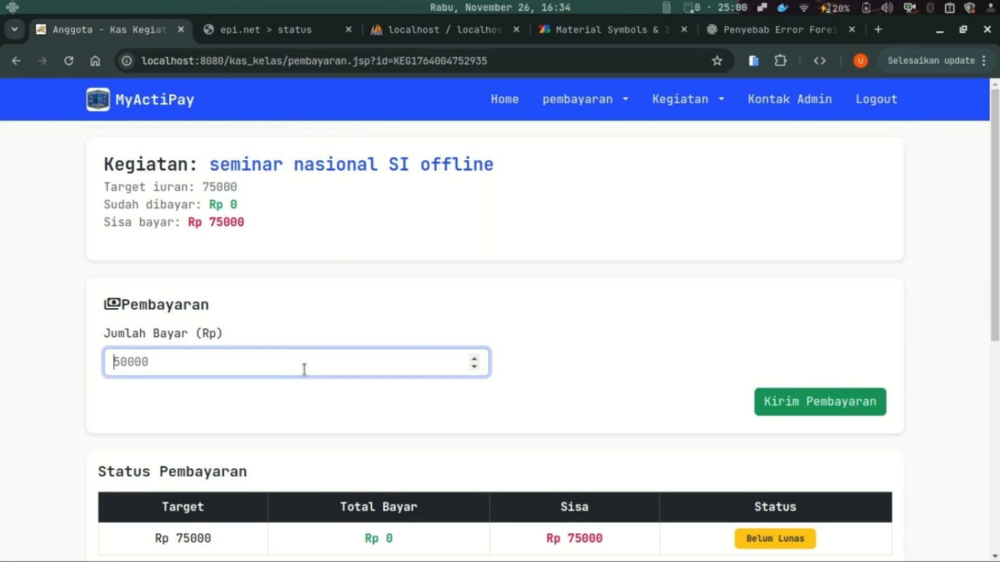 Rabu, November 26, 16:34
0 · 25:00
20%
Anggota - Kas Kegiat
epi.net > status
localhost / localhos
Material Symbols & I
Penyebab Error Forei
localhost:8080/kas_kelas/pembayaran.jsp?id=KEG1764004752935
U
Selesaikan update
MyActiPay
Home
pembayaran
Kegiatan
Kontak Admin
Logout
Kegiatan: seminar nasional SI offline
Target iuran: 75000
Sudah dibayar: Rp 0
Sisa bayar: Rp 75000
Pembayaran
Jumlah Bayar (Rp)
50000
Kirim Pembayaran
Status Pembayaran
Target Total Bayar Sisa Status
Rp 75000 Rp 0 Rp 75000 Belum Lunas